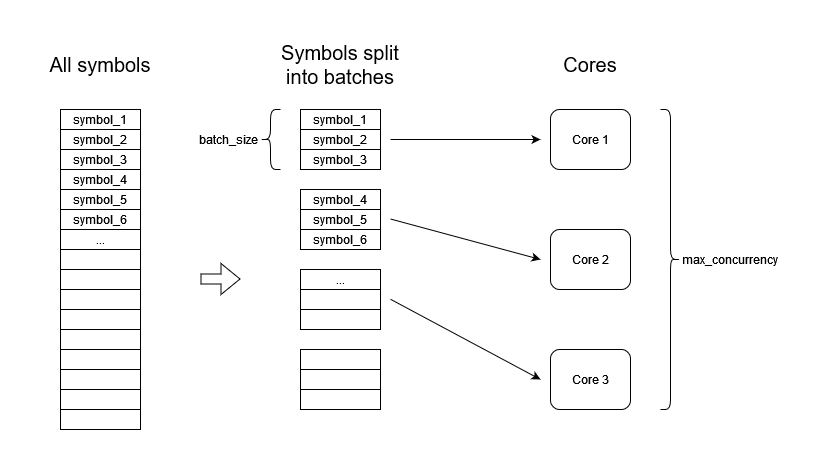 All symbols
symbol_1
symbol_2
symbol_3
symbol_4
symbol_5
symbol_6
...
Symbols split
into batches
batch_size
symbol_1
symbol_2
symbol_3
symbol_4
symbol_5
symbol_6
...
Cores
Core 1
Core 2
Core 3
max_concurrency